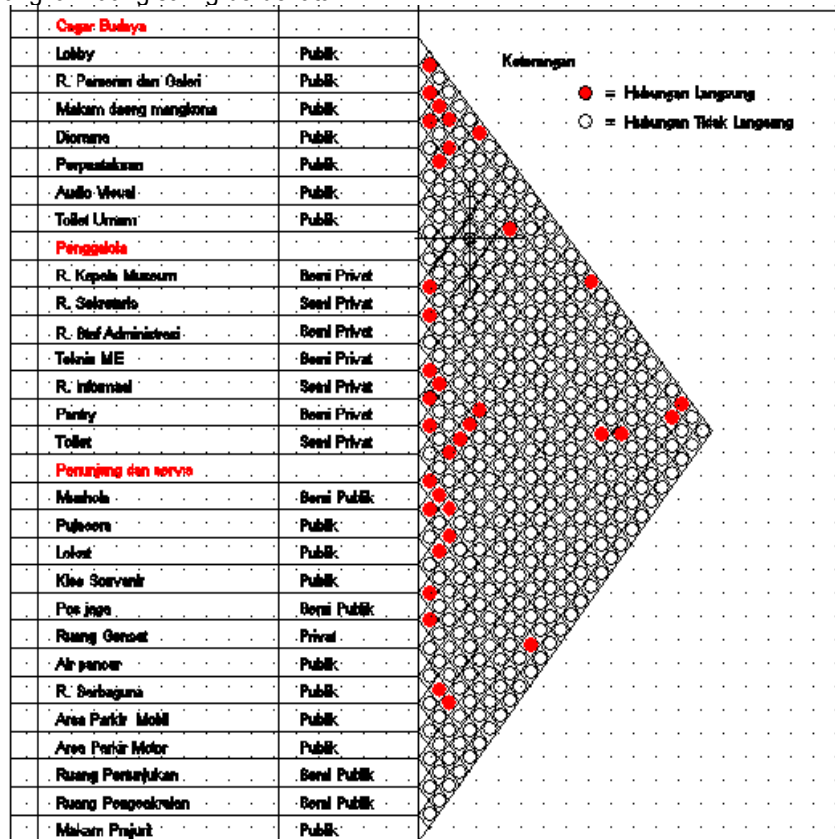 Cagar Budaya
Lobby Publik
Keterangan
R. Pameran dan Galeri Publik
= Hubungan Langsung
Makam daeng mangkona Publik
= Hubungan Tidak Langsung
Diorama Publik
Perpustakaan Publik
Audio Visual Publik
Toilet Umum Publik
Penggelola
R. Kepala Museum Semi Privat
R. Sekretaris Semi Privat
R. Staf Administrasi Semi Privat
Teknis ME Semi Privat
R. Informasi Semi Privat
Pantry Semi Privat
Toilet Semi Privat
Penunjang dan servis
Mushola Semi Publik
Pujasera Publik
Loket Publik
Kios Souvenir Publik
Pos jaga Semi Publik
Ruang Genset Privat
Air pancur Publik
R. Serbaguna Publik
Area Parkir Mobil Publik
Area Parkir Motor Publik
Ruang Pertunjukan Semi Publik
Ruang Semi Publik
Makam Prajurit Publik